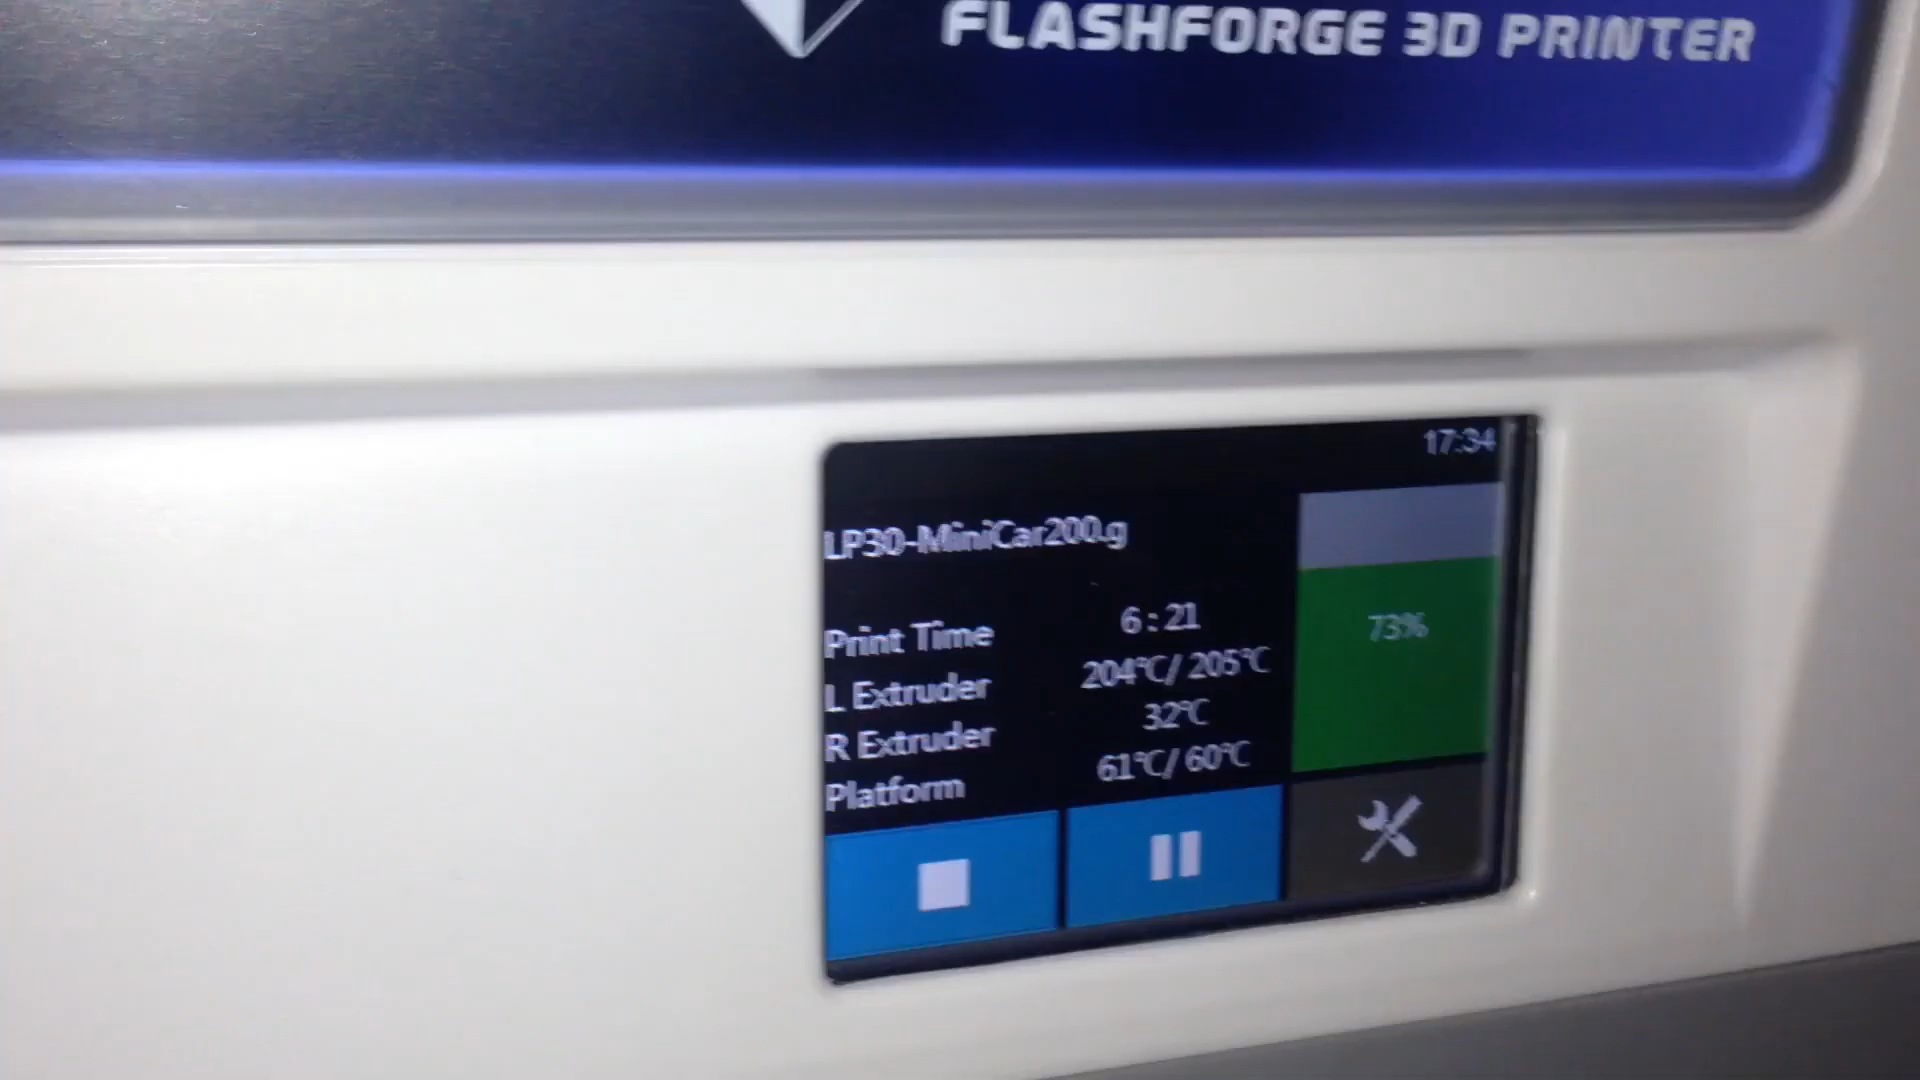 FLASHFORGE 3D PRINTER
17:34
LP30-MiniCar200.g
73%
Print Time 6 : 21
L Extruder 204℃/ 205℃
R Extruder 32℃
Platform 61℃/ 60℃